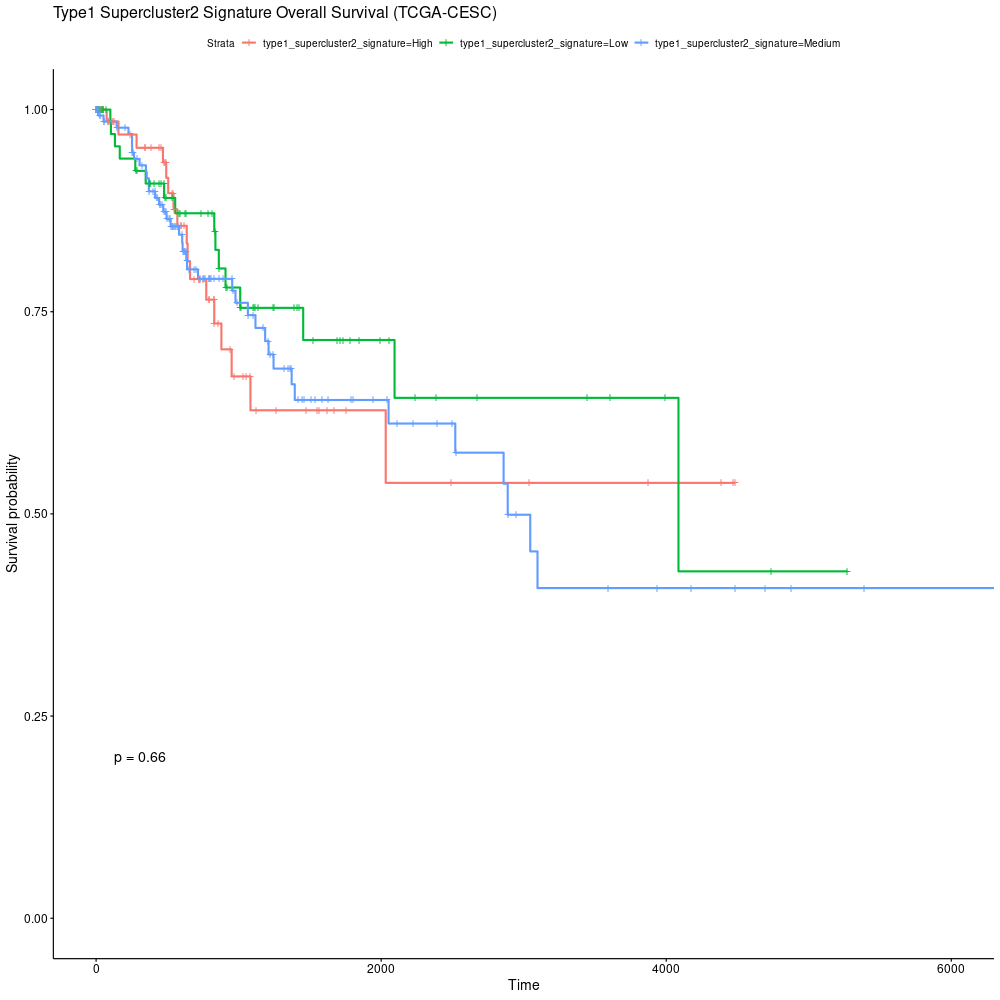 Type1 Supercluster2 Signature Overall Survival (TCGA-CESC)
Strata type1_supercluster2_signature=High type1_supercluster2_signature=Low type1_supercluster2_signature=Medium
Survival probability
1.00
0.75
0.50
0.25
0.00
p = 0.66
0 2000 4000 6000
Time